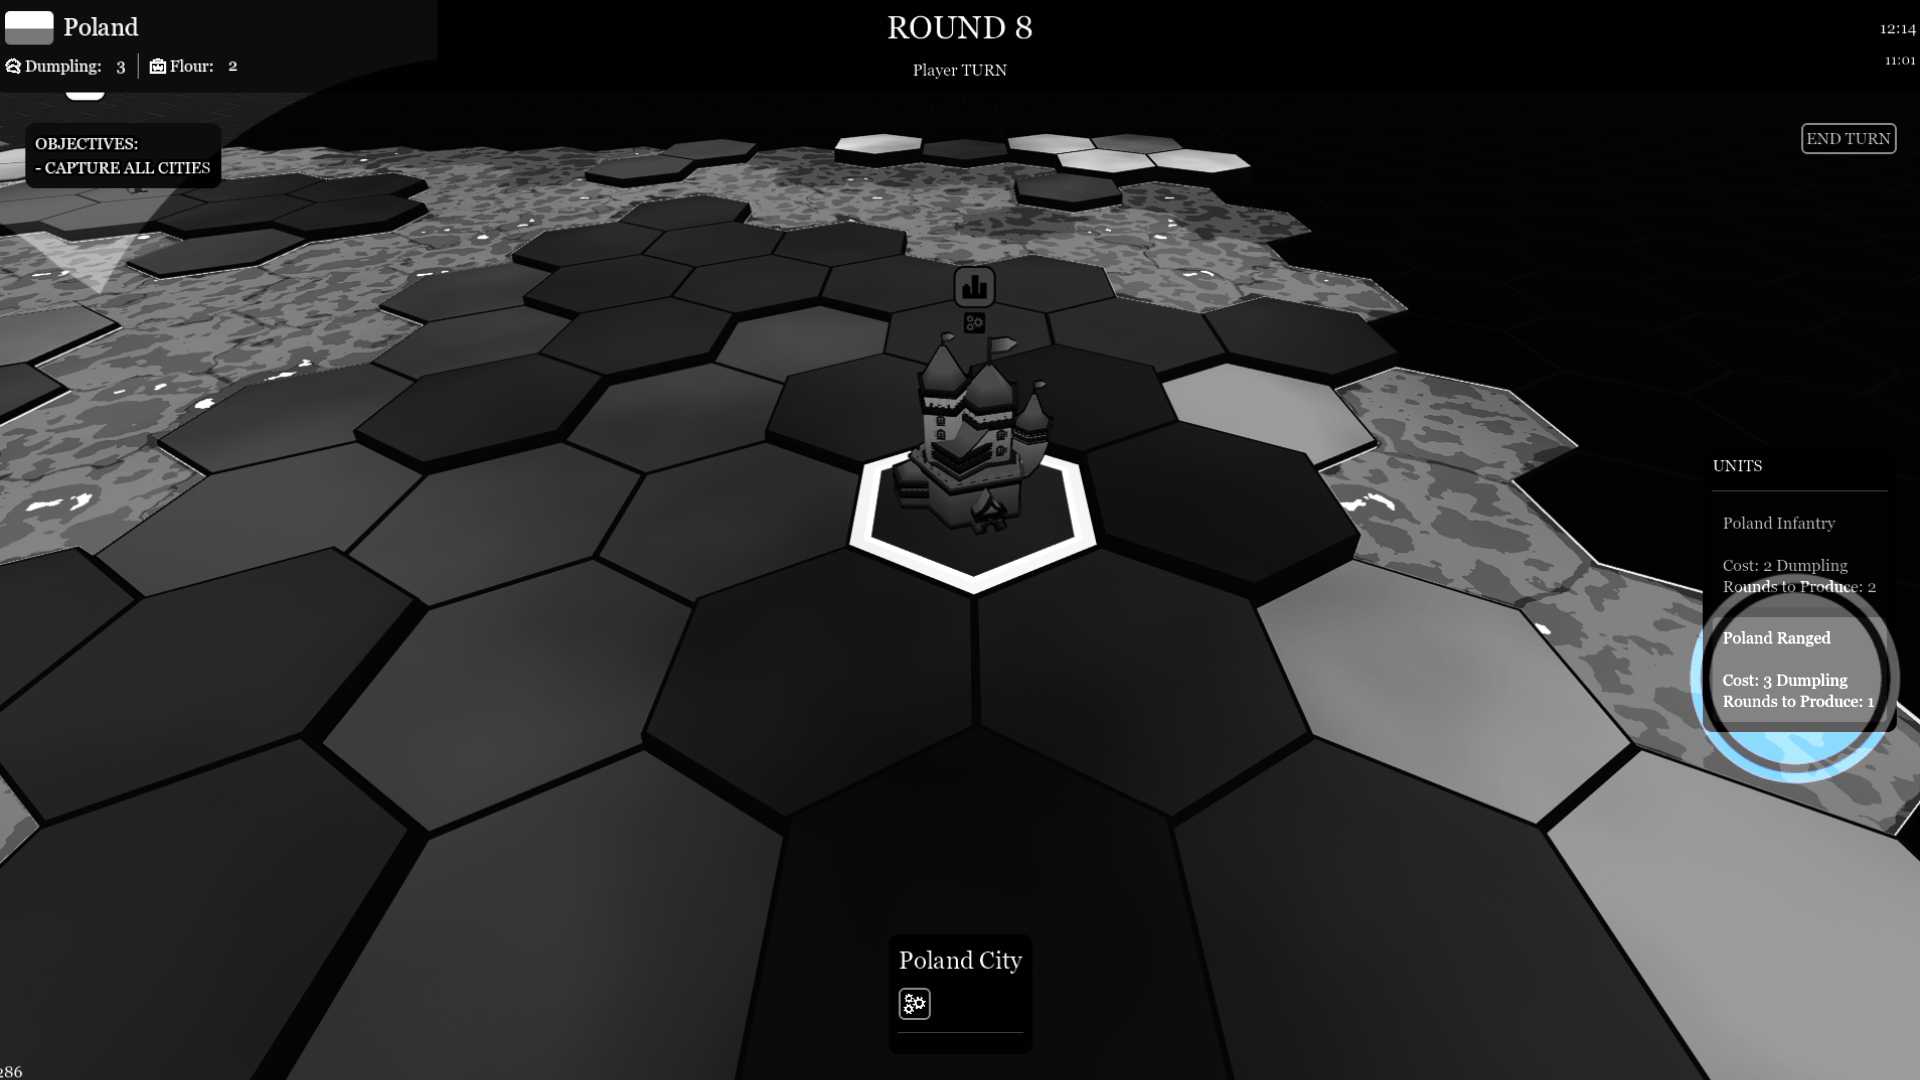 Poland
Dumpling: 3
Flour: 2
ROUND 8
Player TURN
12:14
11:01
OBJECTIVES:
- CAPTURE ALL CITIES
END TURN
UNITS
Poland Infantry
Cost: 2 Dumpling
Rounds to Produce: 2
Poland Ranged
Cost: 3 Dumpling
Rounds to Produce: 1
Poland City
286